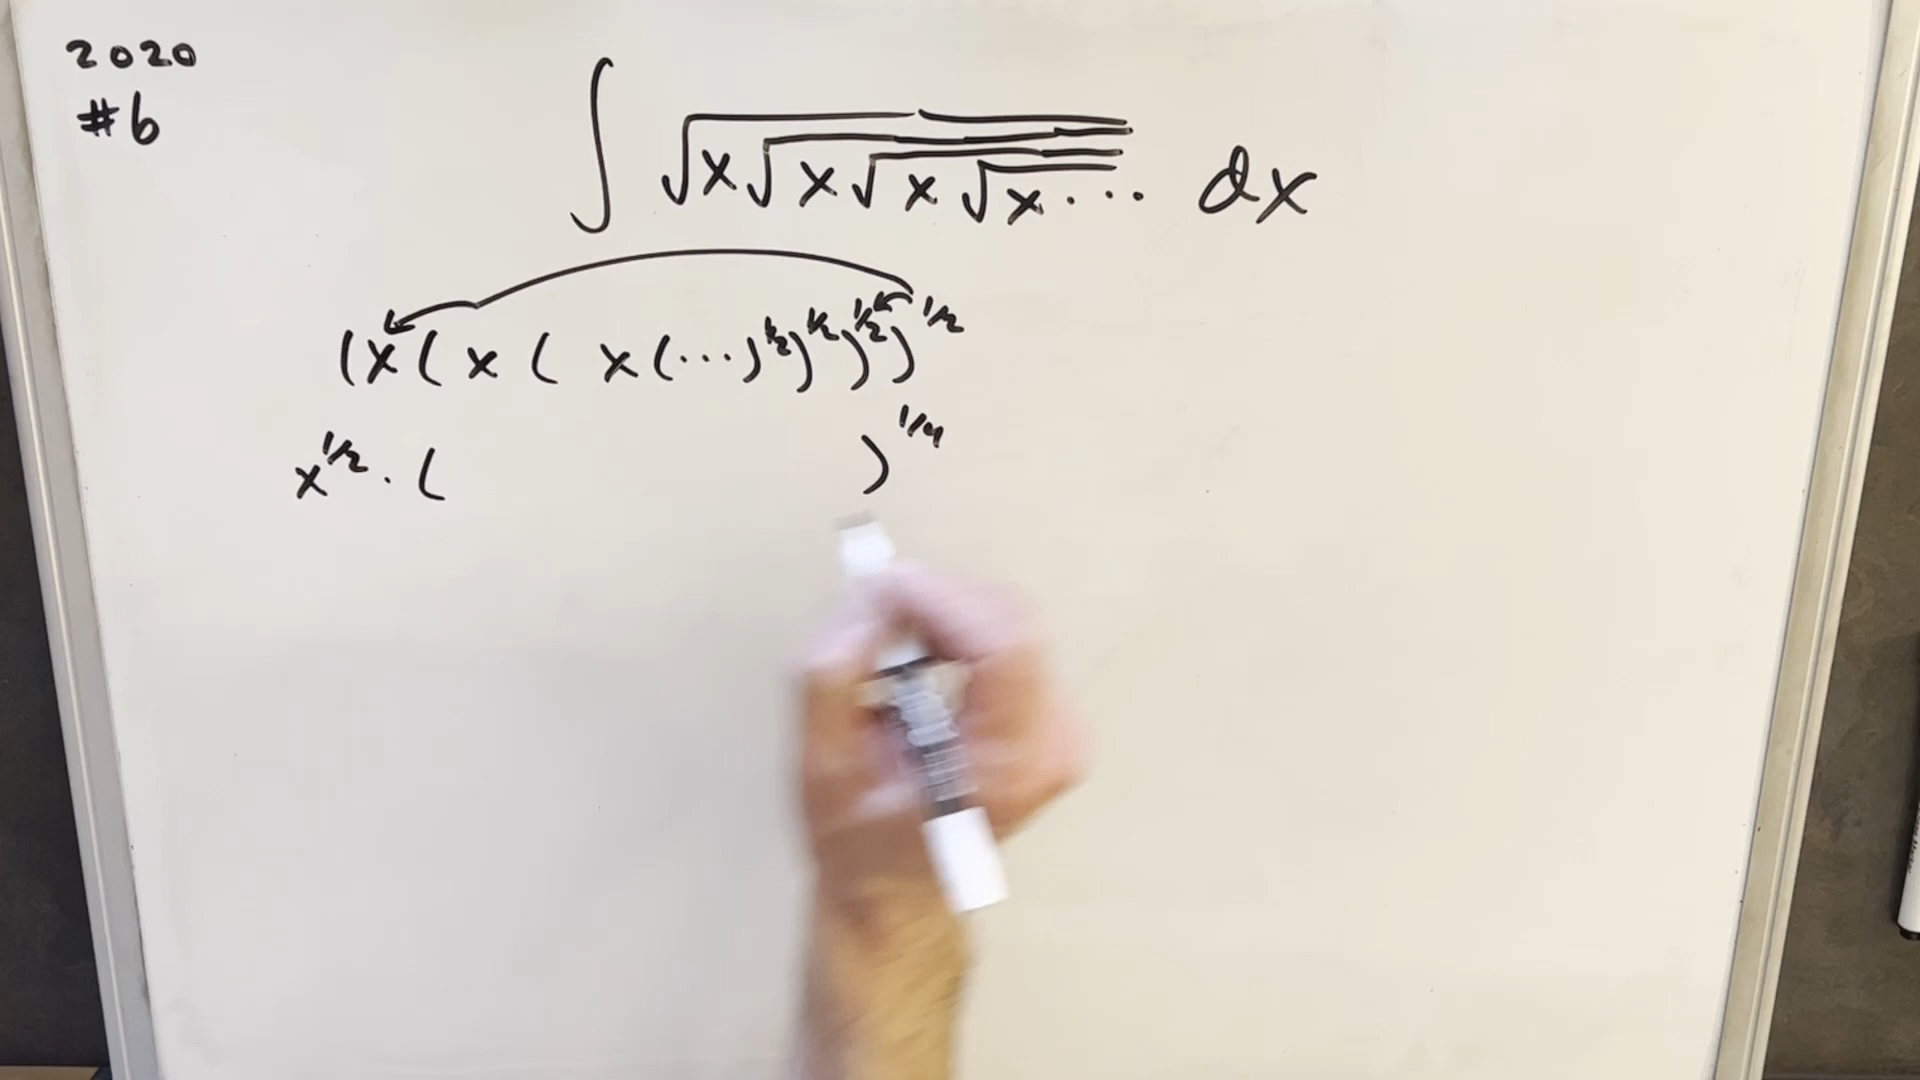 2020
#6
∫ √x√x√x√x... dx
(x(x(x(...)^1/2)^1/2)^1/2)^1/2
x^1/2 · ( )^1/4